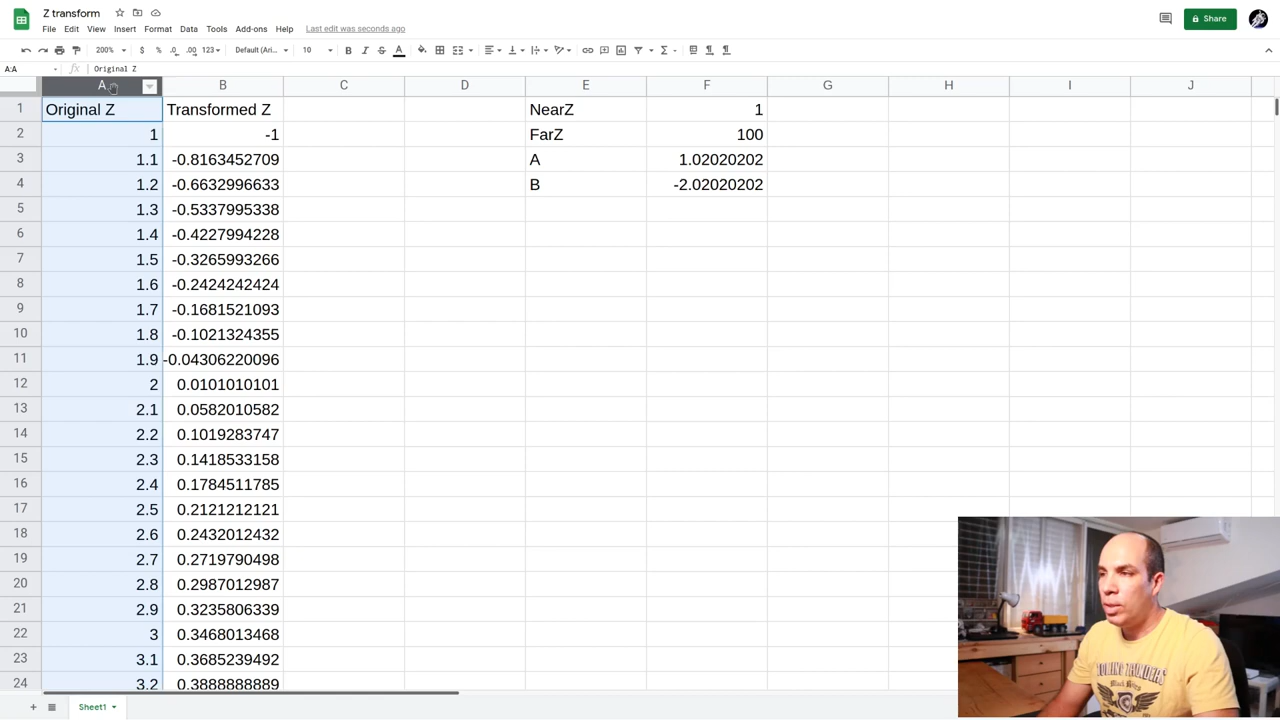 Z transform
File Edit View Insert Format Data Tools Add-ons Help Last edit was seconds ago
Share
200% $ % .0 .00 123 Default (Ari... 10 B I S A
A:A fx Original Z
A B C D E F G H I J
1 Original Z Transformed Z NearZ 1
2 1 -1 FarZ 100
3 1.1 -0.8163452709 A 1.02020202
4 1.2 -0.6632996633 B -2.02020202
5 1.3 -0.5337995338
6 1.4 -0.4227994228
7 1.5 -0.3265993266
8 1.6 -0.2424242424
9 1.7 -0.1681521093
10 1.8 -0.1021324355
11 1.9 -0.04306220096
12 2 0.0101010101
13 2.1 0.0582010582
14 2.2 0.1019283747
15 2.3 0.1418533158
16 2.4 0.1784511785
17 2.5 0.2121212121
18 2.6 0.2432012432
19 2.7 0.2719790498
20 2.8 0.2987012987
21 2.9 0.3235806339
22 3 0.3468013468
23 3.1 0.3685239492
24 3.2 0.3888888889
Sheet1